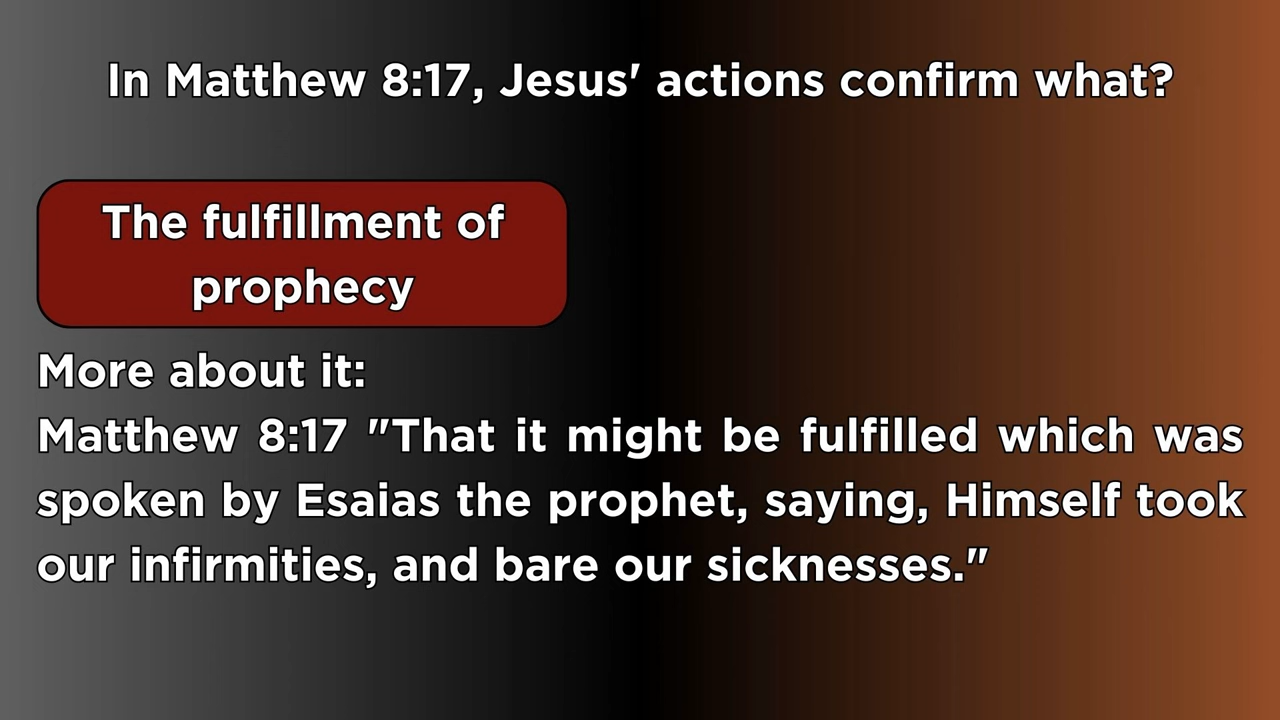 In Matthew 8:17, Jesus' actions confirm what?
The fulfillment of
prophecy
More about it:
Matthew 8:17 "That it might be fulfilled which was
spoken by Esaias the prophet, saying, Himself took
our infirmities, and bare our sicknesses."